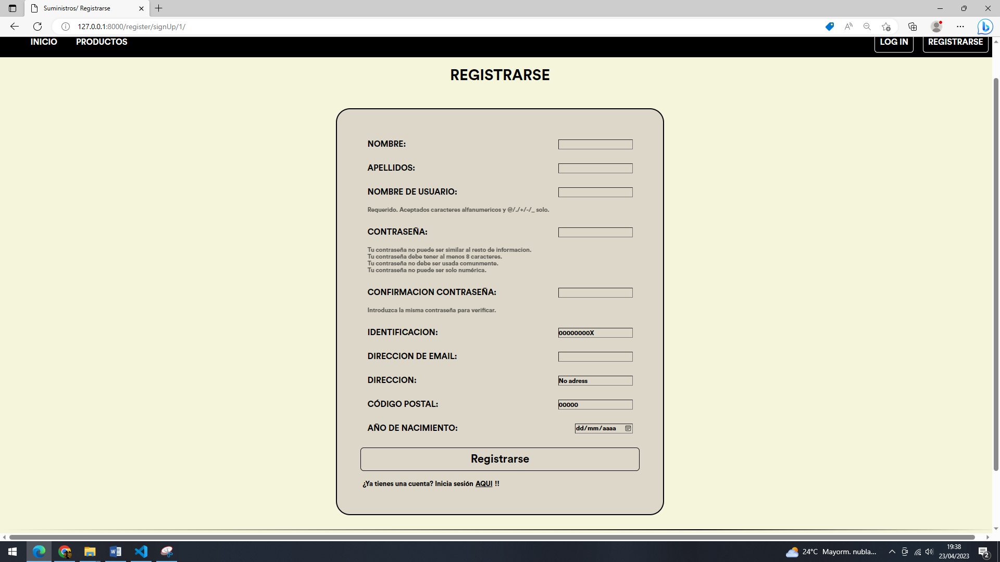 Suministros/ Registrarse
127.0.0.1:8000/register/signUp/1/
INICIO PRODUCTOS LOG IN REGISTRARSE
REGISTRARSE
NOMBRE:
APELLIDOS:
NOMBRE DE USUARIO:
Requerido. Aceptados caracteres alfanumericos y @/./+/-/_ solo.
CONTRASEÑA:
Tu contraseña no puede ser similar al resto de informacion.
Tu contraseña debe tener al menos 8 caracteres.
Tu contraseña no debe ser usada comunmente.
Tu contraseña no puede ser solo numérica.
CONFIRMACION CONTRASEÑA:
Introduzca la misma contraseña para verificar.
IDENTIFICACION: 00000000X
DIRECCION DE EMAIL:
DIRECCION: No adress
CÓDIGO POSTAL: 00000
AÑO DE NACIMIENTO: dd/mm/aaaa
Registrarse
¿Ya tienes una cuenta? Inicia sesión AQUI !!
24°C Mayorm. nubla...
19:38
23/04/2023
2